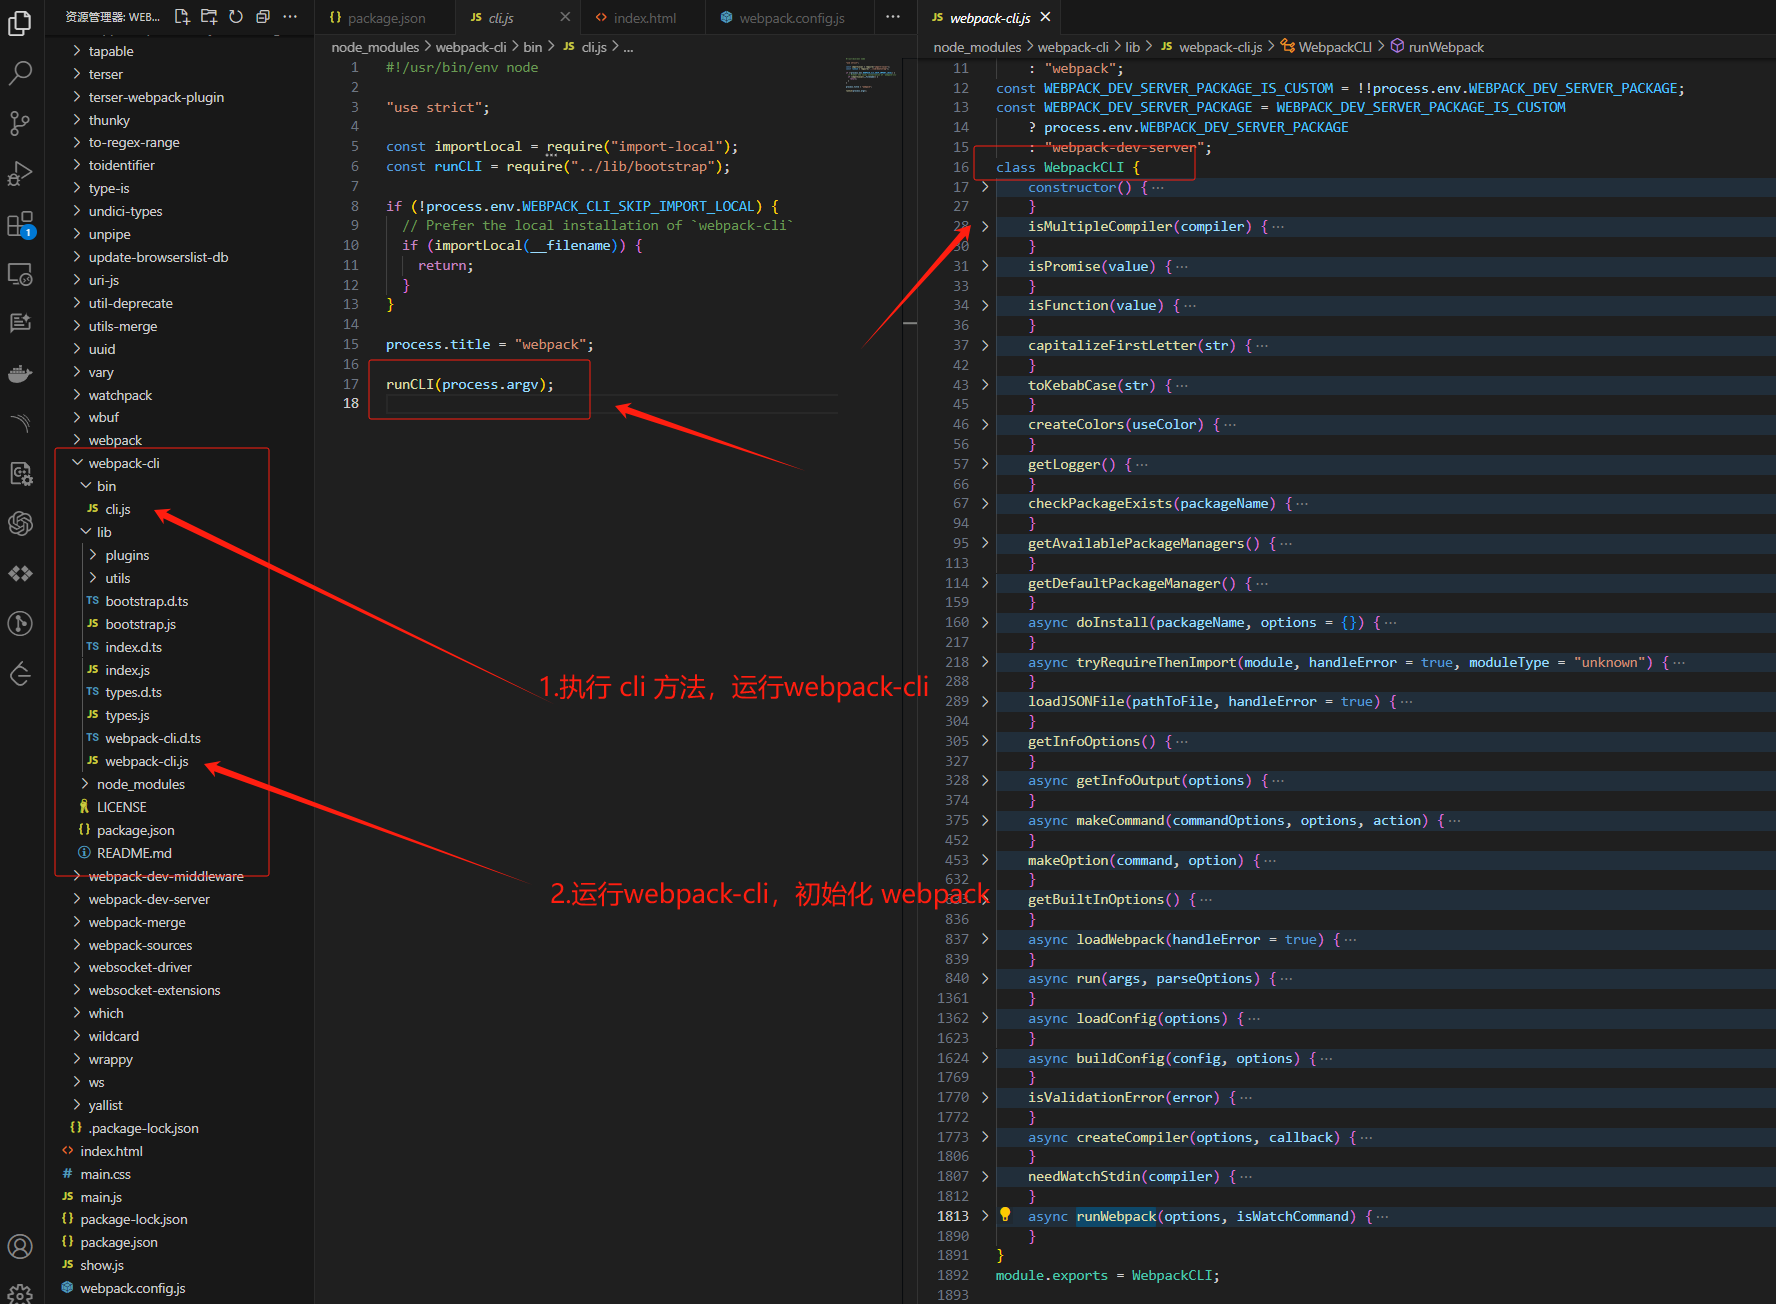 资源管理器: WEB...
tapable
terser
terser-webpack-plugin
thunky
to-regex-range
toidentifier
type-is
undici-types
unpipe
update-browserslist-db
uri-js
util-deprecate
utils-merge
uuid
vary
watchpack
wbuf
webpack
webpack-cli
bin
JS cli.js
lib
plugins
utils
TS bootstrap.d.ts
JS bootstrap.js
TS index.d.ts
JS index.js
TS types.d.ts
JS types.js
TS webpack-cli.d.ts
JS webpack-cli.js
node_modules
LICENSE
{} package.json
README.md
webpack-dev-middleware
webpack-dev-server
webpack-merge
webpack-sources
websocket-driver
websocket-extensions
which
wildcard
wrappy
ws
yallist
{} .package-lock.json
<> index.html
# main.css
JS main.js
{} package-lock.json
{} package.json
JS show.js
webpack.config.js
1
{} package.json
JS cli.js
<> index.html
webpack.config.js
node_modules > webpack-cli > bin > JS cli.js > ...
1 #!/usr/bin/env node
2
3 "use strict";
4
5 const importLocal = require("import-local");
6 const runCLI = require("../lib/bootstrap");
7
8 if (!process.env.WEBPACK_CLI_SKIP_IMPORT_LOCAL) {
9 // Prefer the local installation of `webpack-cli`
10 if (importLocal(__filename)) {
11 return;
12 }
13 }
14
15 process.title = "webpack";
16
17 runCLI(process.argv);
18
1.执行 cli 方法，运行webpack-cli
2.运行webpack-cli，初始化 webpack
JS webpack-cli.js
node_modules > webpack-cli > lib > JS webpack-cli.js > WebpackCLI > runWebpack
11 : "webpack";
12 const WEBPACK_DEV_SERVER_PACKAGE_IS_CUSTOM = !!process.env.WEBPACK_DEV_SERVER_PACKAGE;
13 const WEBPACK_DEV_SERVER_PACKAGE = WEBPACK_DEV_SERVER_PACKAGE_IS_CUSTOM
14 ? process.env.WEBPACK_DEV_SERVER_PACKAGE
15 : "webpack-dev-server";
16 class WebpackCLI {
17 constructor() {...
27 }
28 isMultipleCompiler(compiler) {...
30 }
31 isPromise(value) {...
33 }
34 isFunction(value) {...
36 }
37 capitalizeFirstLetter(str) {...
42 }
43 toKebabCase(str) {...
45 }
46 createColors(useColor) {...
56 }
57 getLogger() {...
66 }
67 checkPackageExists(packageName) {...
94 }
95 getAvailablePackageManagers() {...
113 }
114 getDefaultPackageManager() {...
159 }
160 async doInstall(packageName, options = {}) {...
217 }
218 async tryRequireThenImport(module, handleError = true, moduleType = "unknown") {...
288 }
289 loadJSONFile(pathToFile, handleError = true) {...
304 }
305 getInfoOptions() {...
327 }
328 async getInfoOutput(options) {...
374 }
375 async makeCommand(commandOptions, options, action) {...
452 }
453 makeOption(command, option) {...
632 }
633 getBuiltInOptions() {...
836 }
837 async loadWebpack(handleError = true) {...
839 }
840 async run(args, parseOptions) {...
1361 }
1362 async loadConfig(options) {...
1623 }
1624 async buildConfig(config, options) {...
1769 }
1770 isValidationError(error) {...
1772 }
1773 async createCompiler(options, callback) {...
1806 }
1807 needWatchStdin(compiler) {...
1812 }
1813 async runWebpack(options, isWatchCommand) {...
1890 }
1891 }
1892 module.exports = WebpackCLI;
1893